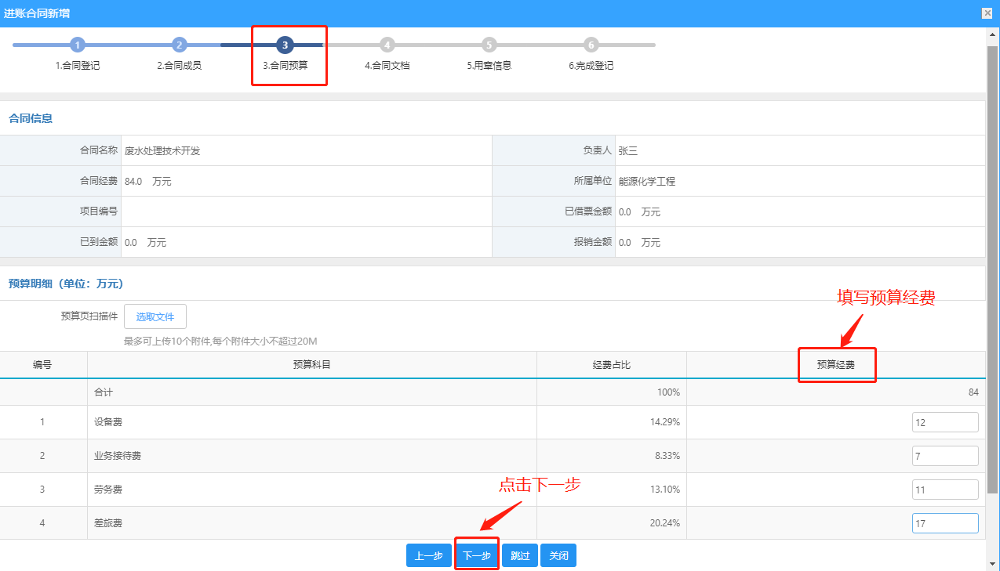 进账合同新增
1 2 3 4 5 6
1.合同登记 2.合同成员 3.合同预算 4.合同文档 5.用章信息 6.完成登记
合同信息
合同名称 废水处理技术开发 负责人 张三
合同经费 84.0 万元 所属单位 能源化学工程
项目编号 已借票金额 0.0 万元
已到金额 0.0 万元 报销金额 0.0 万元
预算明细（单位：万元）
填写预算经费
预算页扫描件 选取文件
最多可上传10个附件,每个附件大小不超过20M
编号 预算科目 经费占比 预算经费
合计 100% 84
1 设备费 14.29% 12
2 业务接待费 8.33% 7
3 劳务费 13.10% 11
点击下一步
4 差旅费 20.24% 17
上一步 下一步 跳过 关闭